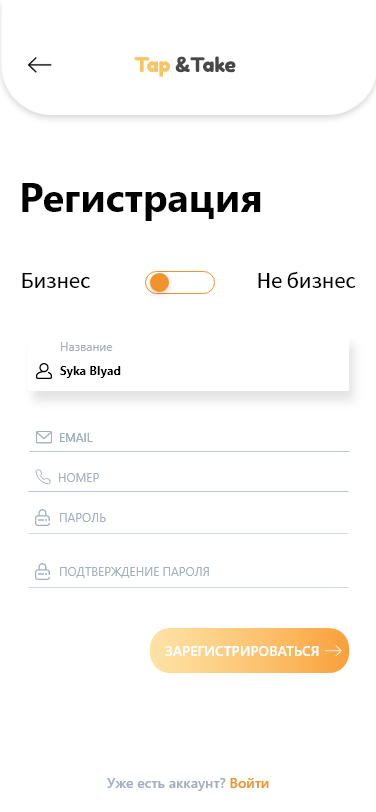 Tap &Take
Регистрация
Бизнес
Не бизнес
Название
Syka Blyad
EMAIL
НОМЕР
ПАРОЛЬ
ПОДТВЕРЖДЕНИЕ ПАРОЛЯ
ЗАРЕГИСТРИРОВАТЬСЯ
Уже есть аккаунт? Войти